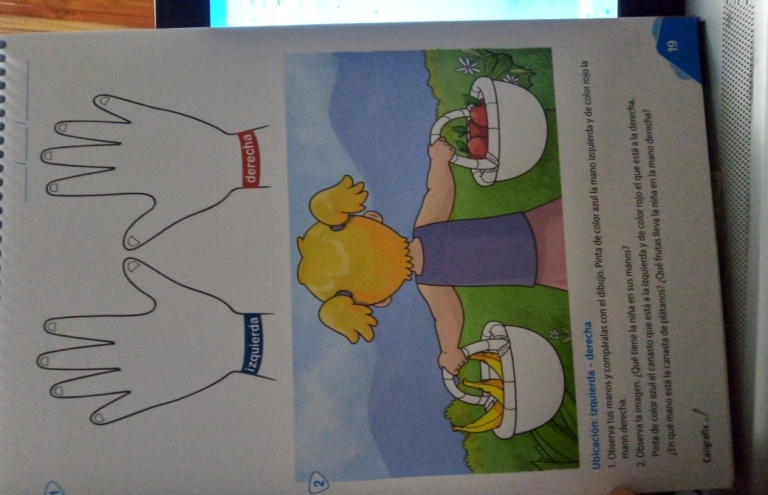 1
izquierda
derecha
2
Ubicación: izquierda - derecha
1. Observa tus manos y compáralas con el dibujo. Pinta de color azul la mano izquierda y de color rojo la
mano derecha.
2. Observa la imagen. ¿Qué tiene la niña en sus manos?
Pinta de color azul el canasto que está a la izquierda y de color rojo el que está a la derecha.
¿En qué mano está la canasta de plátanos? ¿Qué frutas lleva la niña en la mano derecha?
Caligrafix
19